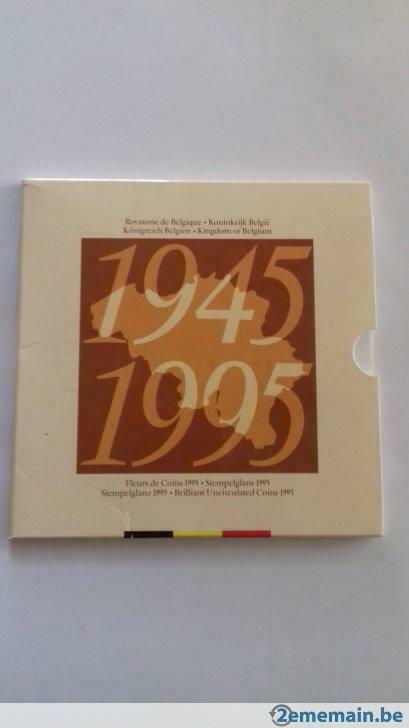 Royaume de Belgique • Koninkrijk België
Königreich Belgien • Kingdom of Belgium
1945
1995
Fleurs de Coins 1995 • Stempelglans 1995
Stempelglanz 1995 • Brilliant Uncirculated Coins 1995
2ememain.be